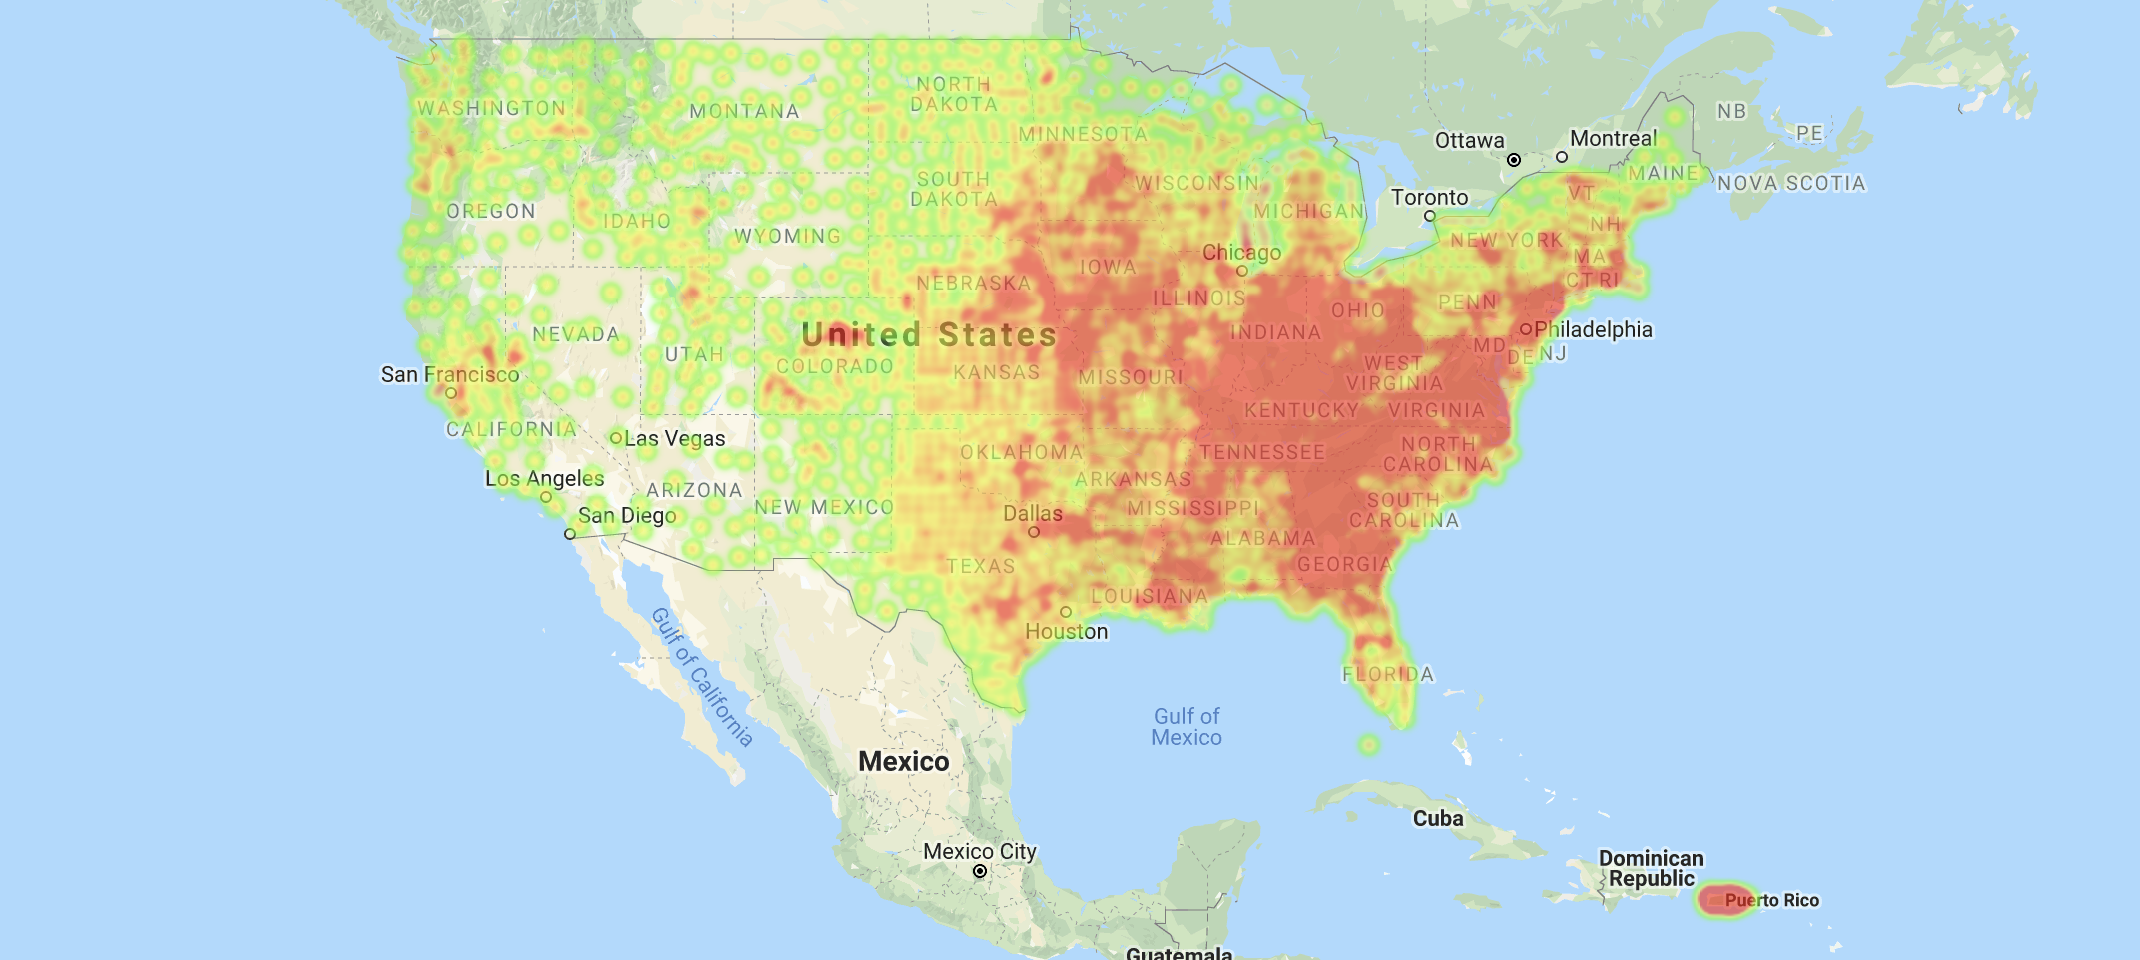 NORTH
DAKOTA
WASHINGTON
MONTANA
NB
PE
MINNESOTA
Ottawa
Montreal
MAINE
NOVA SCOTIA
SOUTH
DAKOTA
WISCONSIN
VT
Toronto
OREGON
IDAHO
MICHIGAN
NH
WYOMING
NEW YORK
Chicago
MA
IOWA
CT RI
NEBRASKA
ILLINOIS
PENN
OHIO
United States
NEVADA
INDIANA
Philadelphia
MD
DE
NJ
UTAH
COLORADO
KANSAS
MISSOURI
WEST
VIRGINIA
San Francisco
KENTUCKY
VIRGINIA
CALIFORNIA
Las Vegas
OKLAHOMA
TENNESSEE
NORTH
CAROLINA
Los Angeles
ARIZONA
ARKANSAS
NEW MEXICO
MISSISSIPPI
SOUTH
CAROLINA
San Diego
Dallas
ALABAMA
TEXAS
GEORGIA
LOUISIANA
Houston
Gulf of California
FLORIDA
Gulf of
Mexico
Mexico
Cuba
Mexico City
Dominican
Republic
Puerto Rico
Guatemala